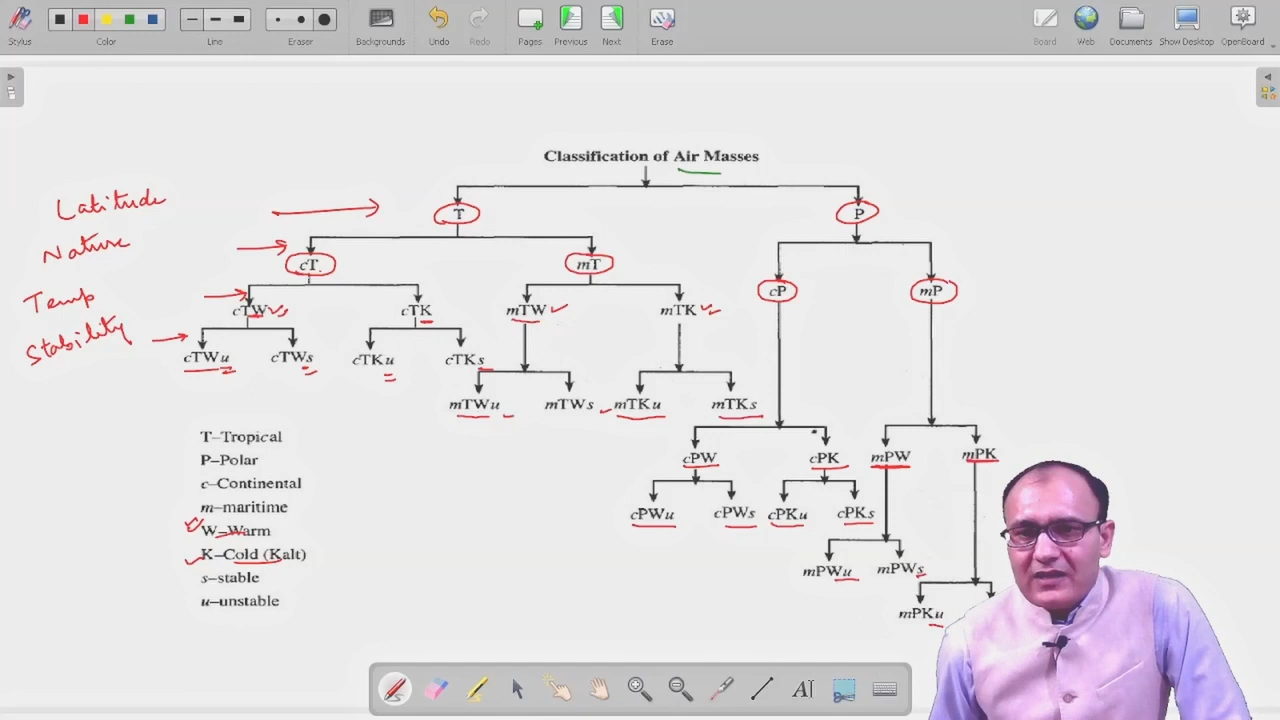 Stylus Color Line Eraser Backgrounds Undo Redo Pages Previous Next Erase Board Web Documents Show Desktop OpenBoard
Classification of Air Masses
Latitude T P
Nature cT mT cP mP
Temp cTW cTK mTW mTK
Stability cTWu cTWs cTKu cTKs
mTWu mTWs mTKu mTKs
T–Tropical
P–Polar
c–Continental
m–maritime
W–Warm
K–Cold (Kalt)
s–stable
u–unstable
cPW cPK mPW mPK
cPWu cPWs cPKu cPKs
mPWu mPWs
mPKu
AI